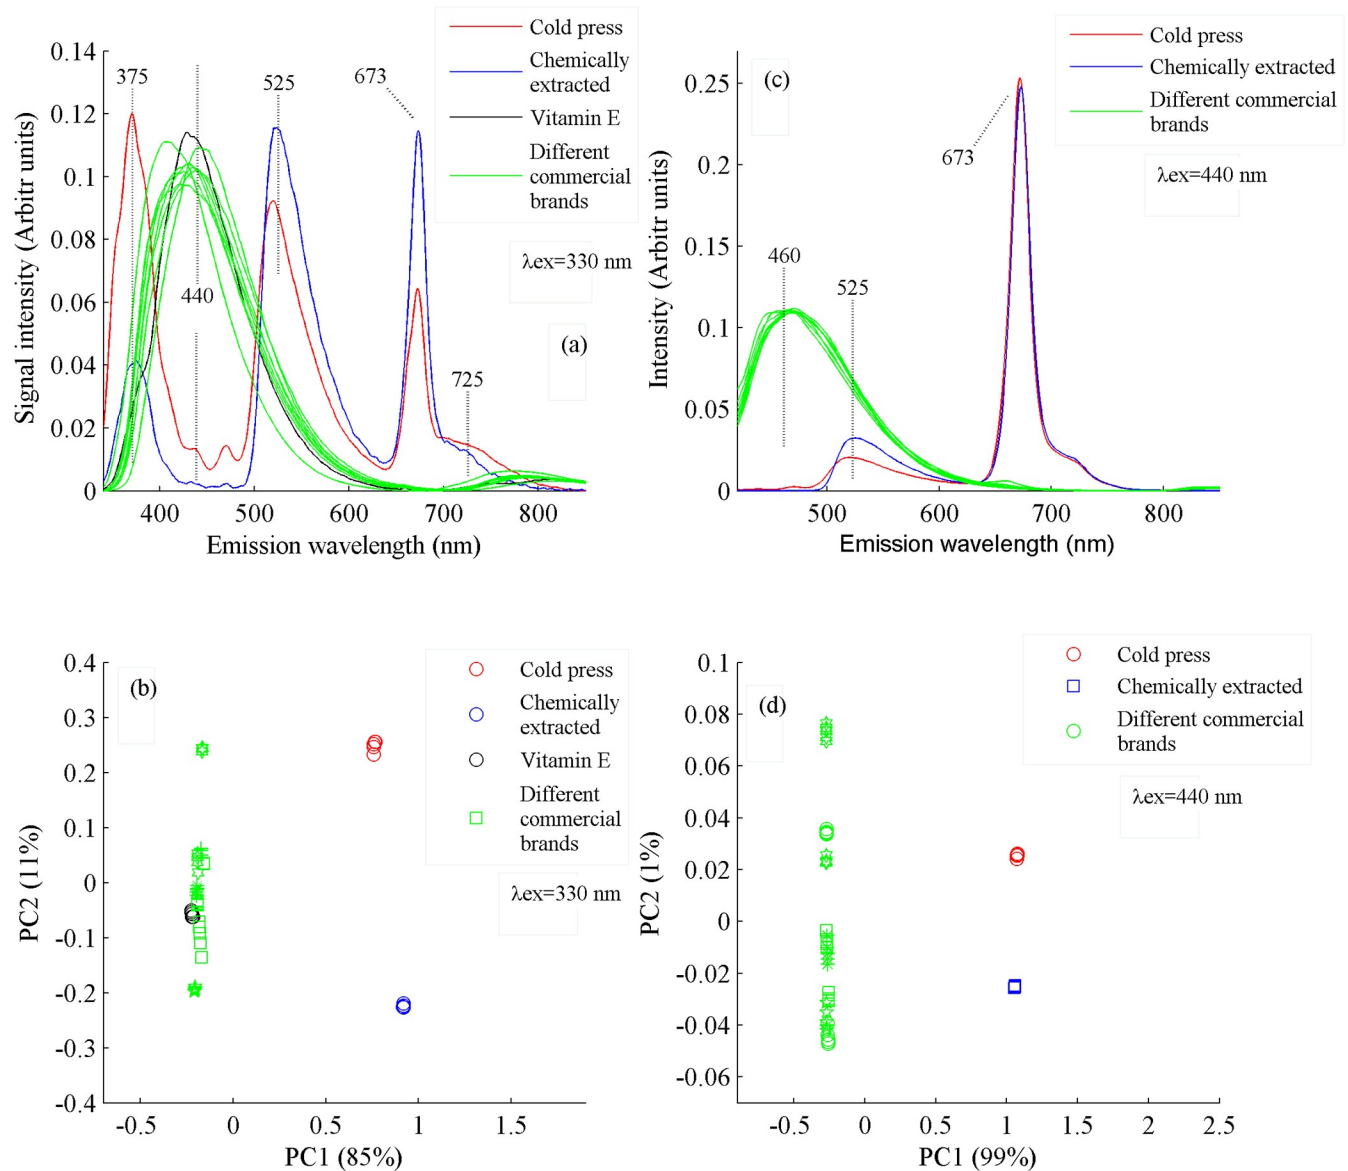 Cold press
Chemically
extracted
Vitamin E
Different
commercial
brands
λex=330 nm
(a)
375
525
673
440
725
0.14
0.12
0.1
0.08
0.06
0.04
0.02
0
400
500
600
700
800
Signal intensity (Arbitr units)
Emission wavelength (nm)
Cold press
Chemically extracted
Different commercial
brands
λex=440 nm
(c)
673
460
525
0.25
0.2
0.15
0.1
0.05
0
500
600
700
800
Intensity (Arbitr units)
Emission wavelength (nm)
(b)
Cold press
Chemically
extracted
Vitamin E
Different
commercial
brands
λex=330 nm
0.4
0.3
0.2
0.1
0
-0.1
-0.2
-0.3
-0.4
-0.5
0
0.5
1
1.5
PC2 (11%)
PC1 (85%)
(d)
Cold press
Chemically extracted
Different commercial
brands
λex=440 nm
0.1
0.08
0.06
0.04
0.02
0
-0.02
-0.04
-0.06
-0.5
0
0.5
1
1.5
2
2.5
PC2 (1%)
PC1 (99%)